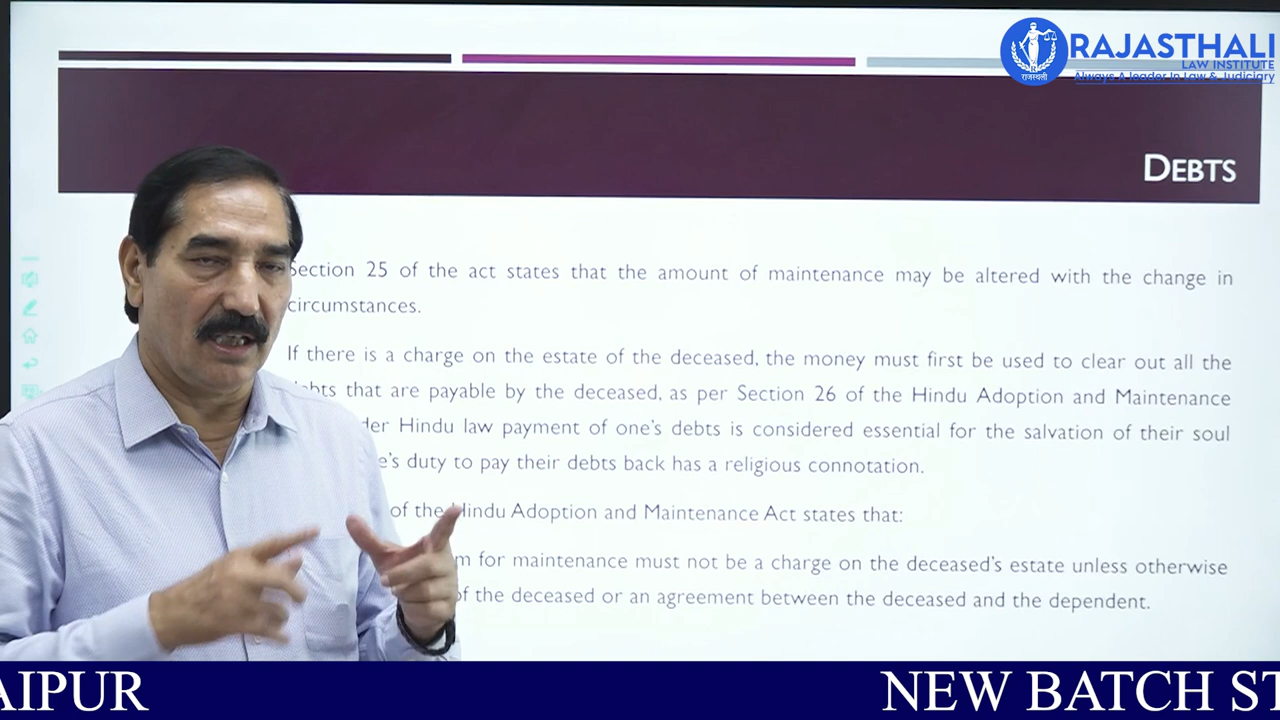 RAJASTHALI
LAW INSTITUTE
Always A leader In Law & Judiciary
राजस्थली
DEBTS
Section 25 of the act states that the amount of maintenance may be altered with the change in
circumstances.
If there is a charge on the estate of the deceased, the money must first be used to clear out all the
that are payable by the deceased, as per Section 26 of the Hindu Adoption and Maintenance
Hindu law payment of one's debts is considered essential for the salvation of their soul
duty to pay their debts back has a religious connotation.
of the Hindu Adoption and Maintenance Act states that:
for maintenance must not be a charge on the deceased's estate unless otherwise
of the deceased or an agreement between the deceased and the dependent.
AIPUR
NEW BATCH ST